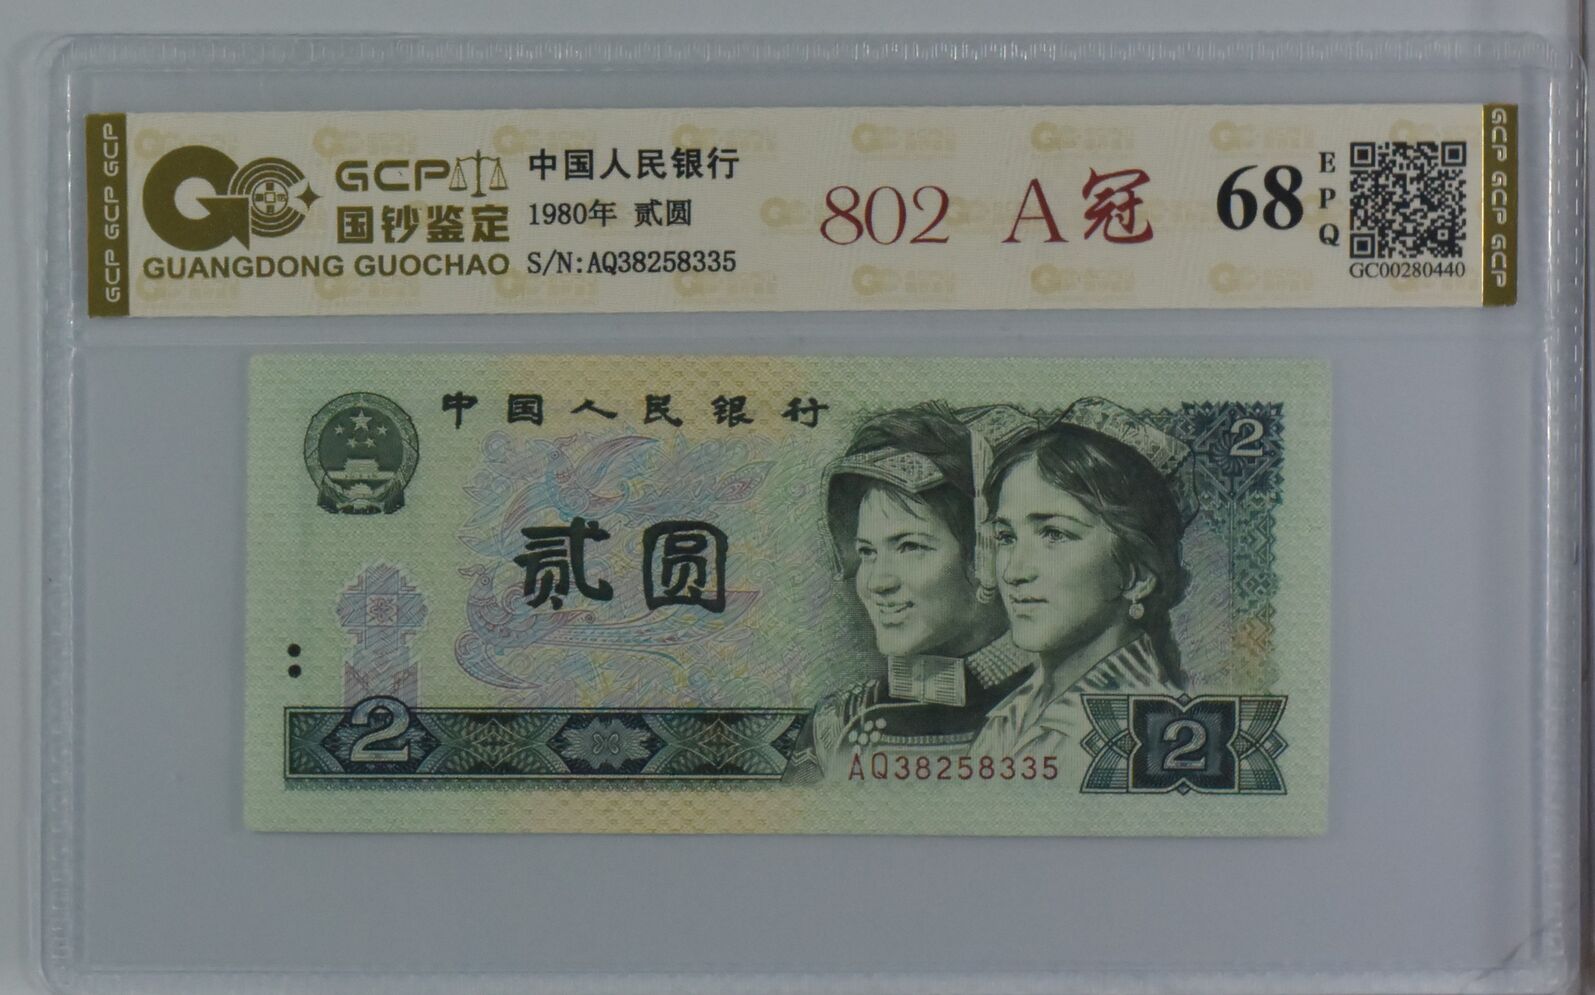 GCP GCP GCP
GCP
国钞鉴定
GUANGDONG GUOCHAO
中国人民银行
1980年 贰圆
S/N:AQ38258335
802 A冠
68
EPQ
GC00280440
GCP GCP GCP
中国人民银行
2
贰圆
2
AQ38258335
2